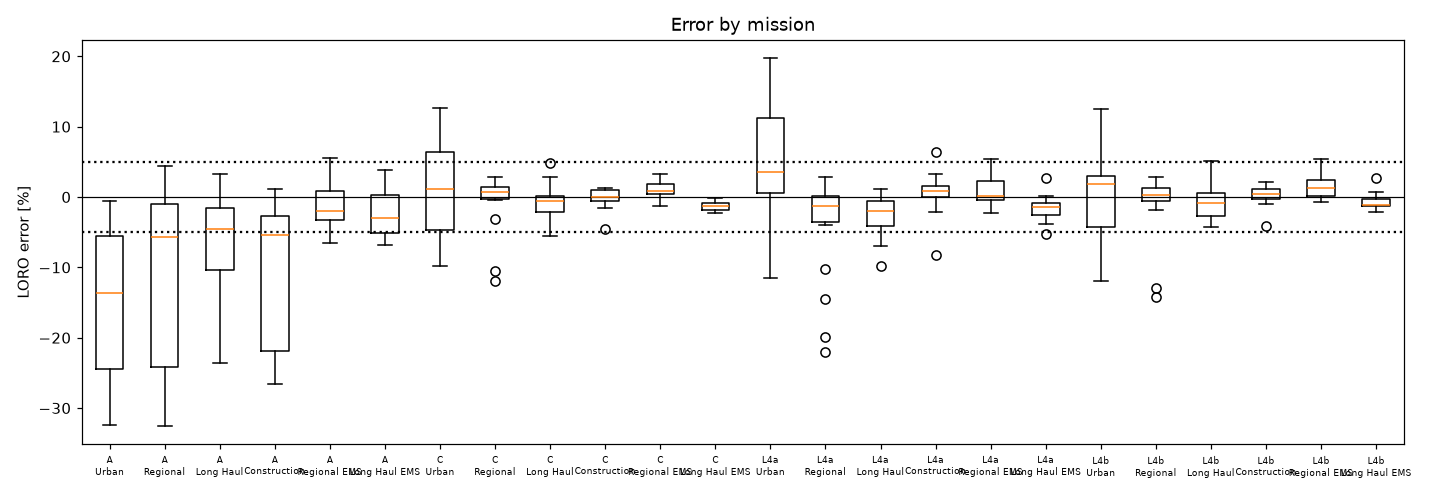 Error by mission
LORO error [%]
20
10
0
−10
−20
−30
A A A A A A C C C C C C L4a L4a L4a L4a L4a L4a L4b L4b L4b L4b L4b L4b
Urban Regional Long Haul Construction Regional EMS Long Haul EMS Urban Regional Long Haul Construction Regional EMS Long Haul EMS Urban Regional Long Haul Construction Regional EMS Long Haul EMS Urban Regional Long Haul Construction Regional EMS Long Haul EMS